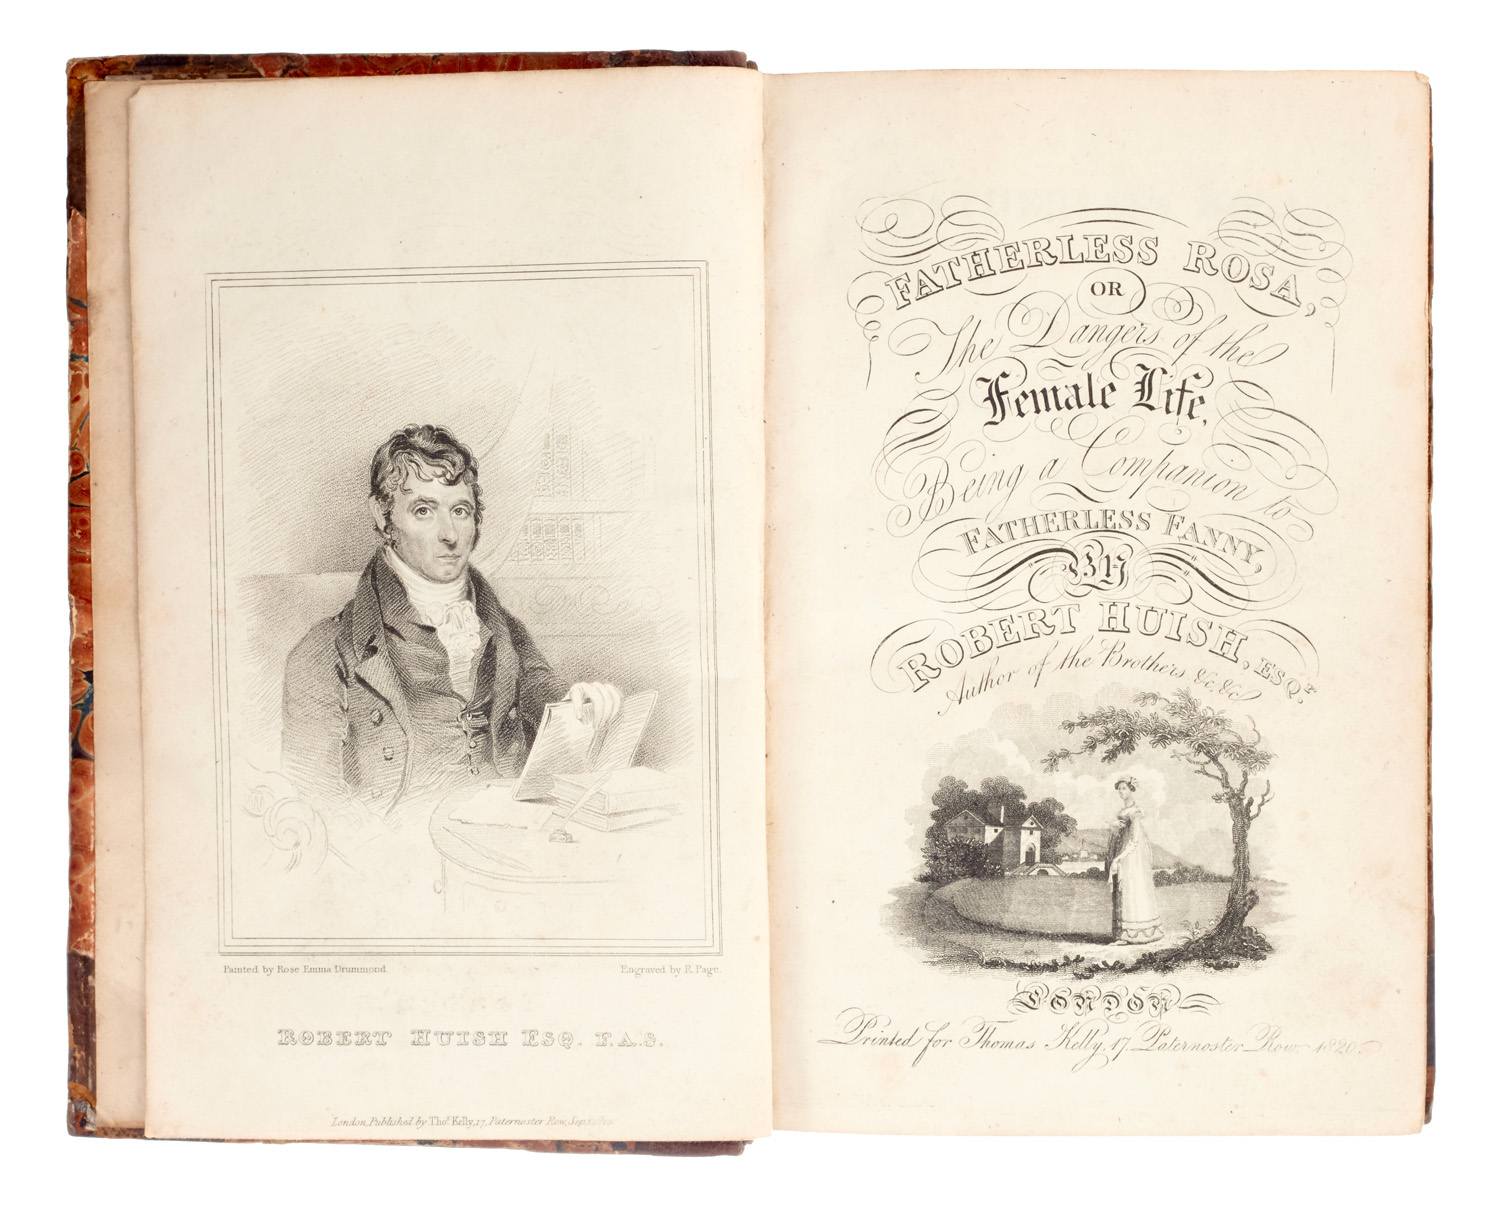 Painted by Rose Emma Drummond.
Engraved by R. Page.
ROBERT HUISH ESQ. F.A.S.
London, Published by Thos. Kelly, 17, Paternoster Row, Sep.
FATHERLESS ROSA,
OR
The Dangers of the
Female Life,
Being a Companion to
FATHERLESS FANNY,
BY
ROBERT HUISH, ESQR.
Author of the Brothers &c. &c.
LONDON
Printed for Thomas Kelly, 17, Paternoster Row. 1820.